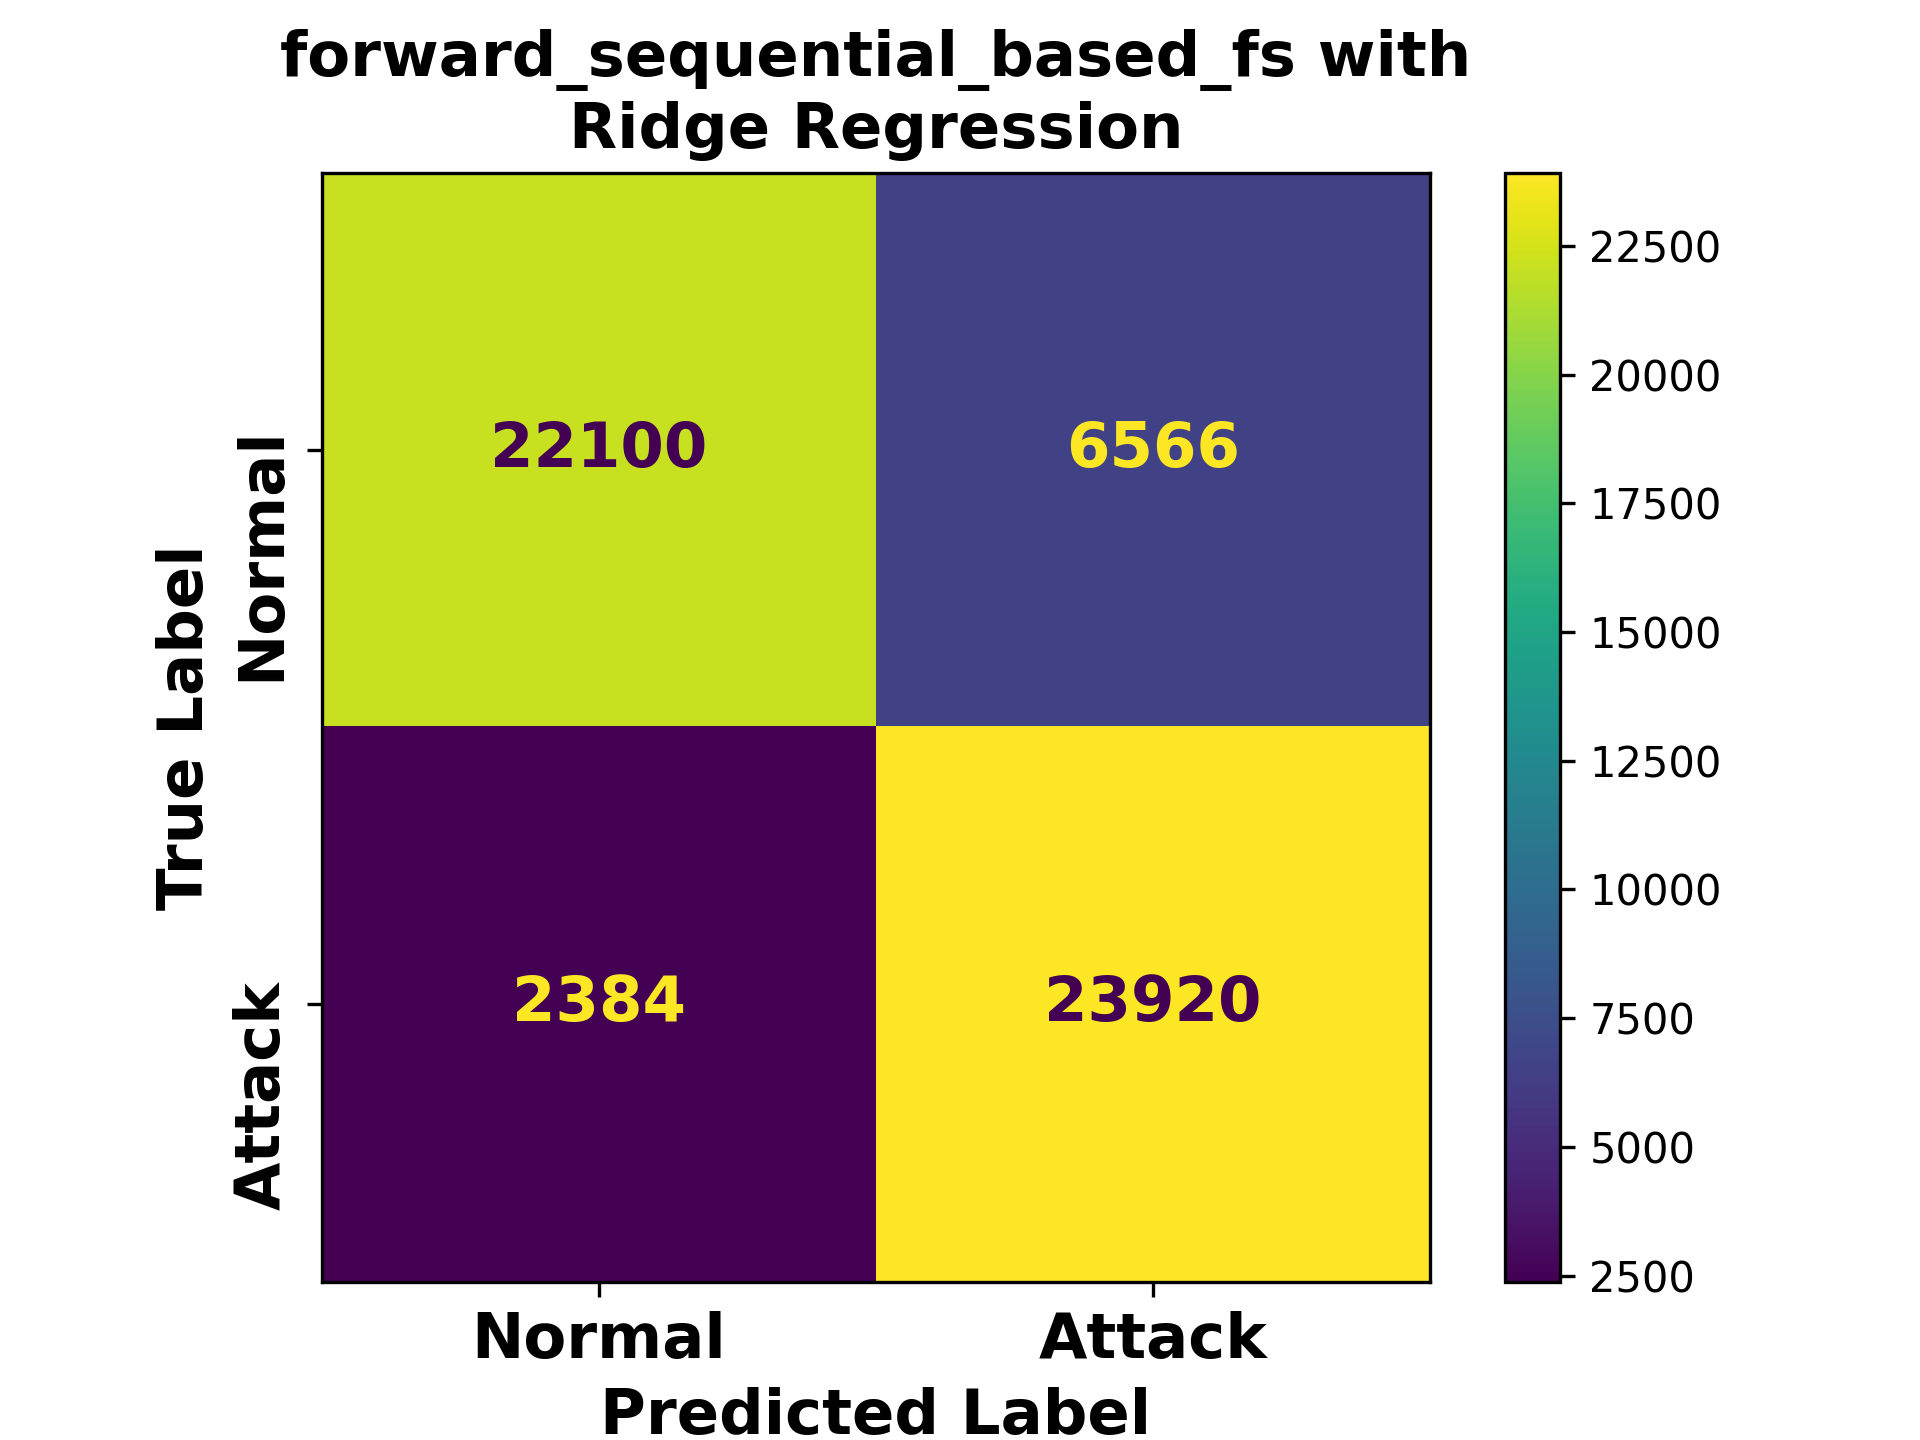 forward_sequential_based_fs with
Ridge Regression
True Label
Normal
22100
6566
Attack
2384
23920
Normal
Attack
Predicted Label
22500
20000
17500
15000
12500
10000
7500
5000
2500